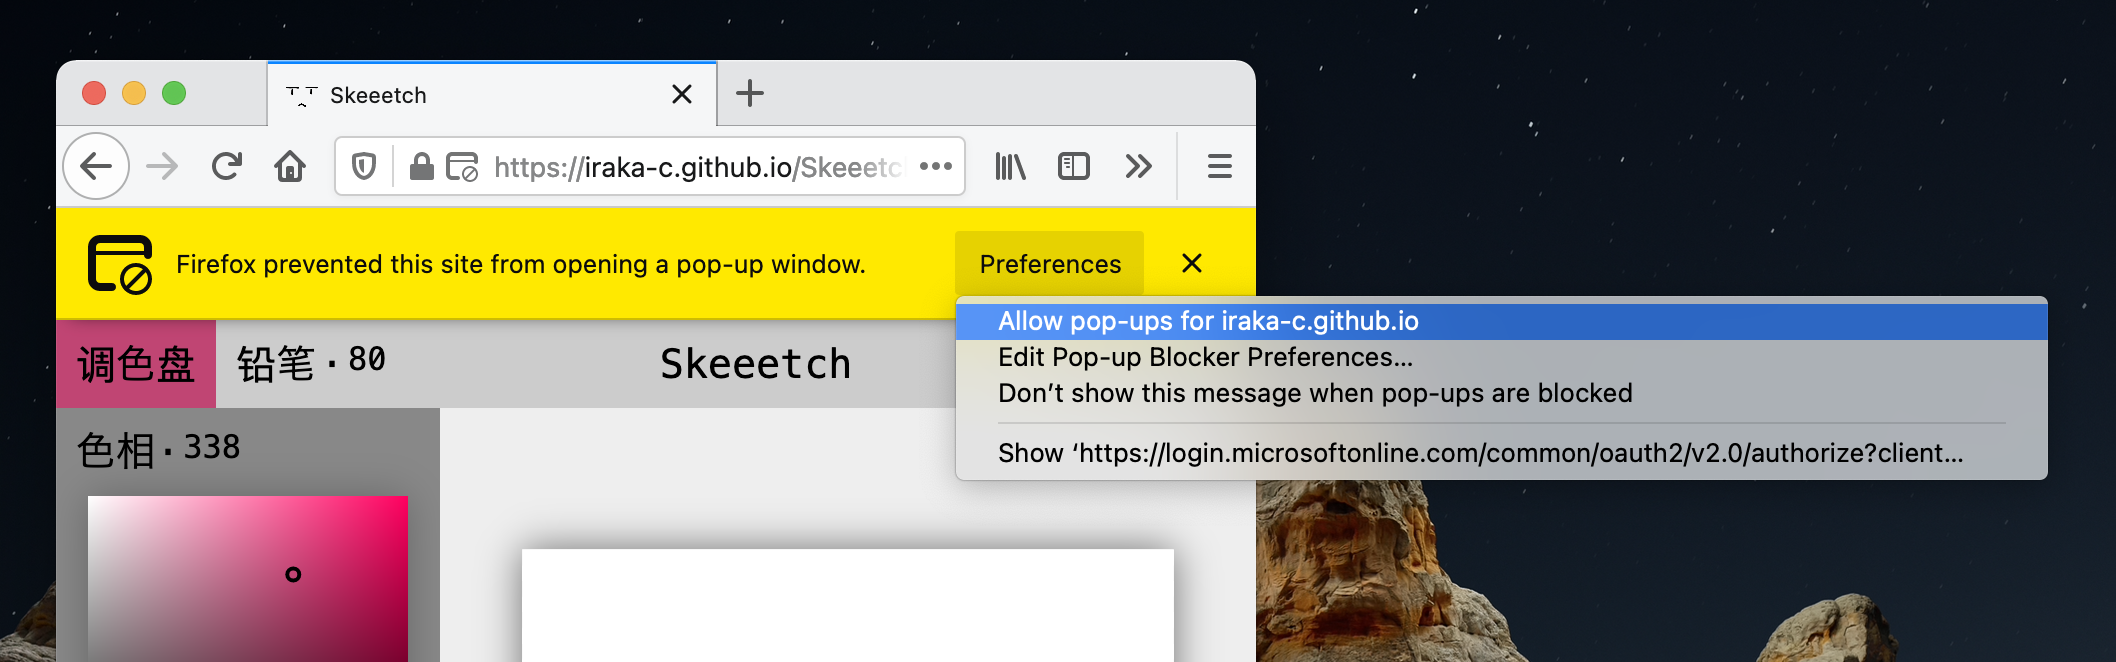 Skeeetch
https://iraka-c.github.io/Skeeetc
Firefox prevented this site from opening a pop-up window.
Preferences
Allow pop-ups for iraka-c.github.io
Edit Pop-up Blocker Preferences...
Don’t show this message when pop-ups are blocked
Show ‘https://login.microsoftonline.com/common/oauth2/v2.0/authorize?client...
调色盘
铅笔·80
Skeeetch
色相·338